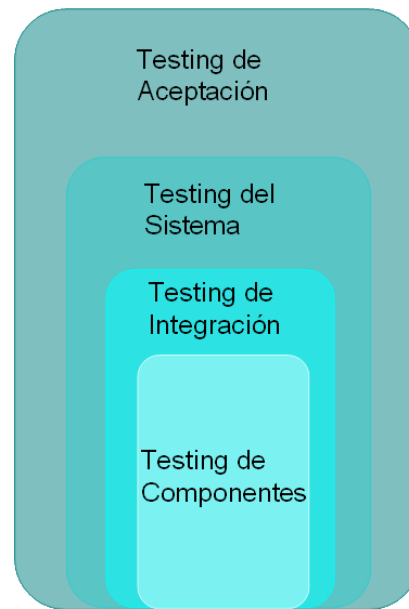 Testing de
Aceptación
Testing del
Sistema
Testing de
Integración
Testing de
Componentes